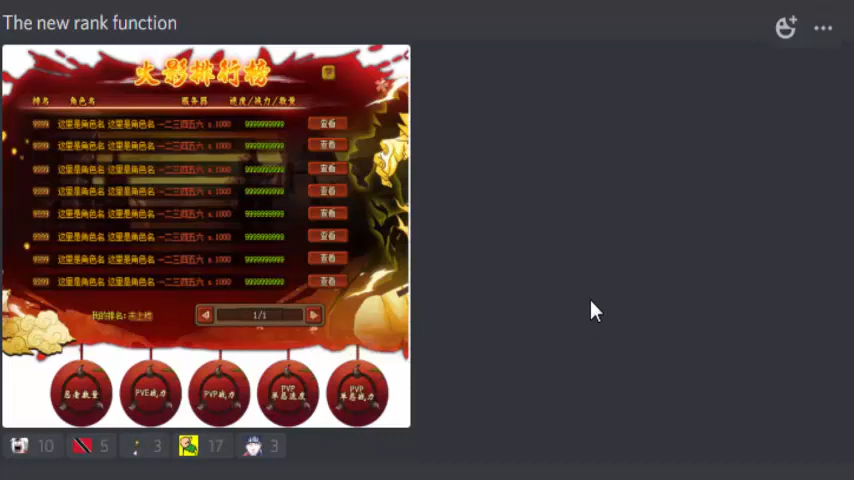 The new rank function
火影排行榜
?
排名 角色名 服务器 速度/战力/数量
9999 这里是角色名 这里是角色名 一二三四五六 s.1000 9999999999 查看
9999 这里是角色名 这里是角色名 一二三四五六 s.1000 9999999999 查看
9999 这里是角色名 这里是角色名 一二三四五六 s.1000 9999999999 查看
9999 这里是角色名 这里是角色名 一二三四五六 s.1000 9999999999 查看
9999 这里是角色名 这里是角色名 一二三四五六 s.1000 9999999999 查看
9999 这里是角色名 这里是角色名 一二三四五六 s.1000 9999999999 查看
9999 这里是角色名 这里是角色名 一二三四五六 s.1000 9999999999 查看
9999 这里是角色名 这里是角色名 一二三四五六 s.1000 9999999999 查看
我的排名: 未上榜 1/1
忍者数量 PVE战力 PVP战力 PVP单忍速度 PVP单忍战力
10 5 3 17 3